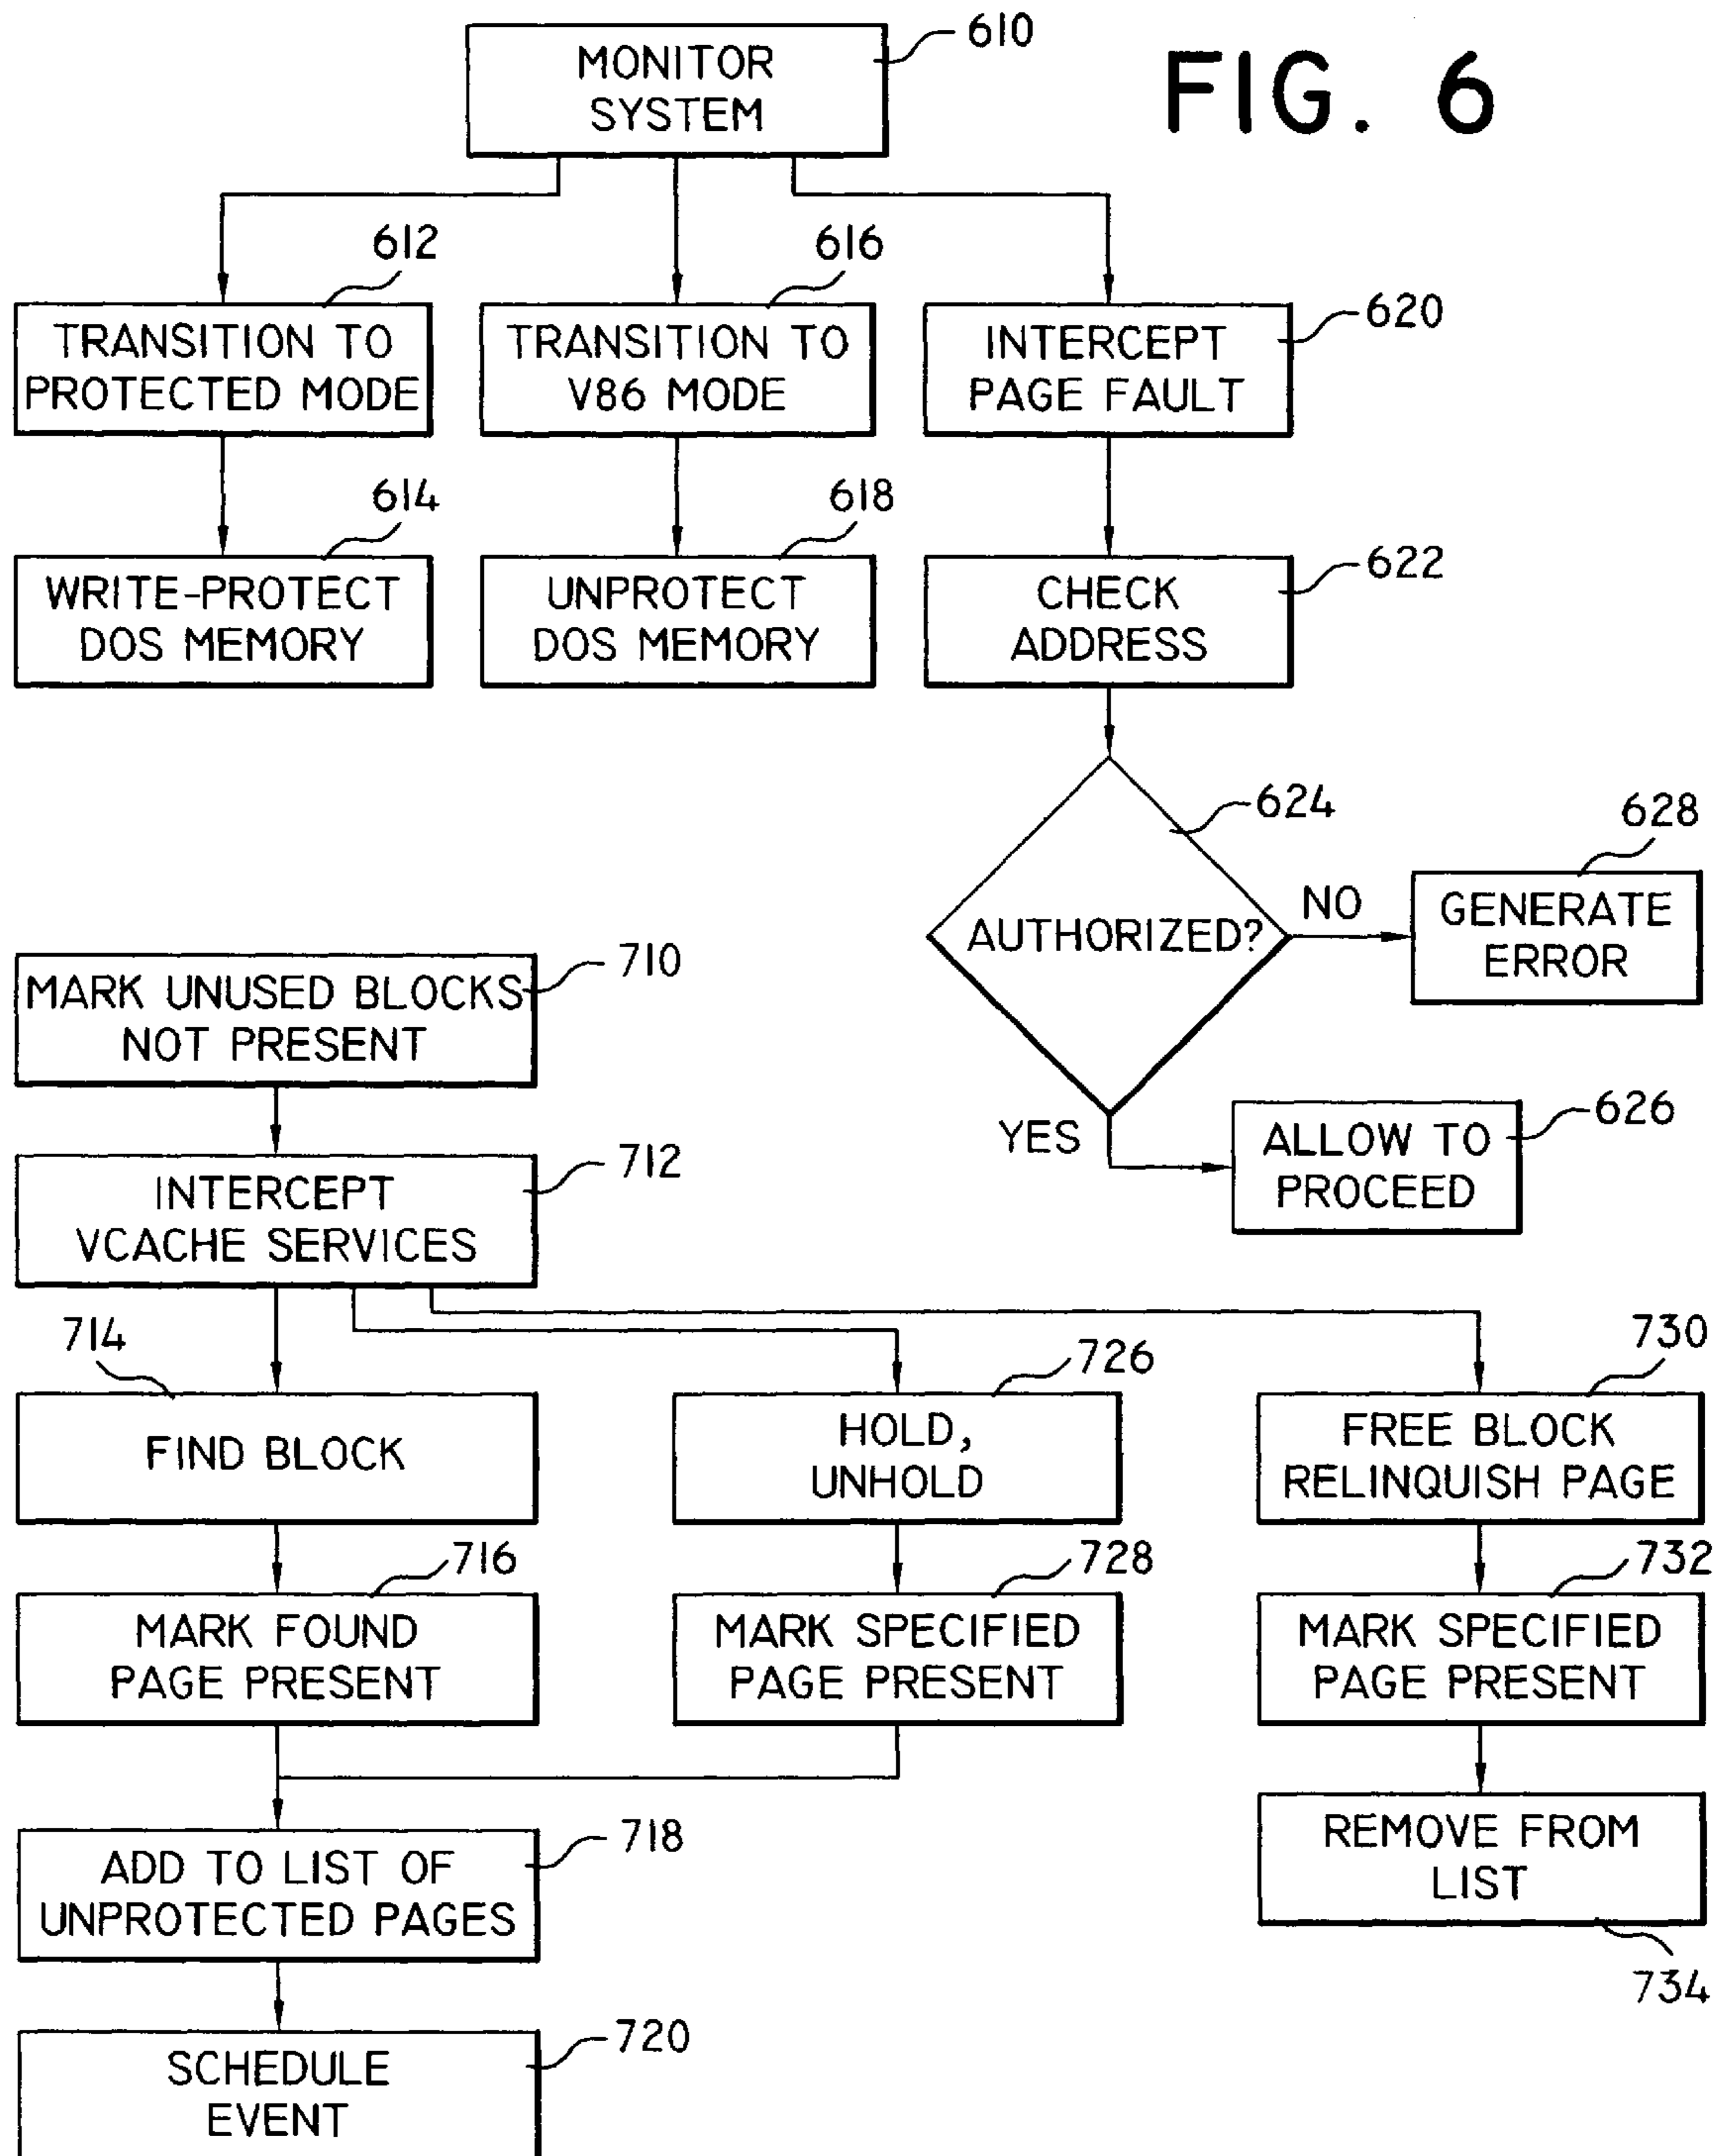 FIG. 6
MONITOR
SYSTEM
610
612
TRANSITION TO
PROTECTED MODE
616
TRANSITION TO
V86 MODE
620
INTERCEPT
PAGE FAULT
614
WRITE-PROTECT
DOS MEMORY
618
UNPROTECT
DOS MEMORY
622
CHECK
ADDRESS
624
AUTHORIZED?
NO
628
GENERATE
ERROR
YES
626
ALLOW TO
PROCEED
710
MARK UNUSED BLOCKS
NOT PRESENT
712
INTERCEPT
VCACHE SERVICES
714
FIND BLOCK
726
HOLD,
UNHOLD
730
FREE BLOCK
RELINQUISH PAGE
716
MARK FOUND
PAGE PRESENT
728
MARK SPECIFIED
PAGE PRESENT
732
MARK SPECIFIED
PAGE PRESENT
718
ADD TO LIST OF
UNPROTECTED PAGES
REMOVE FROM
LIST
734
720
SCHEDULE
EVENT